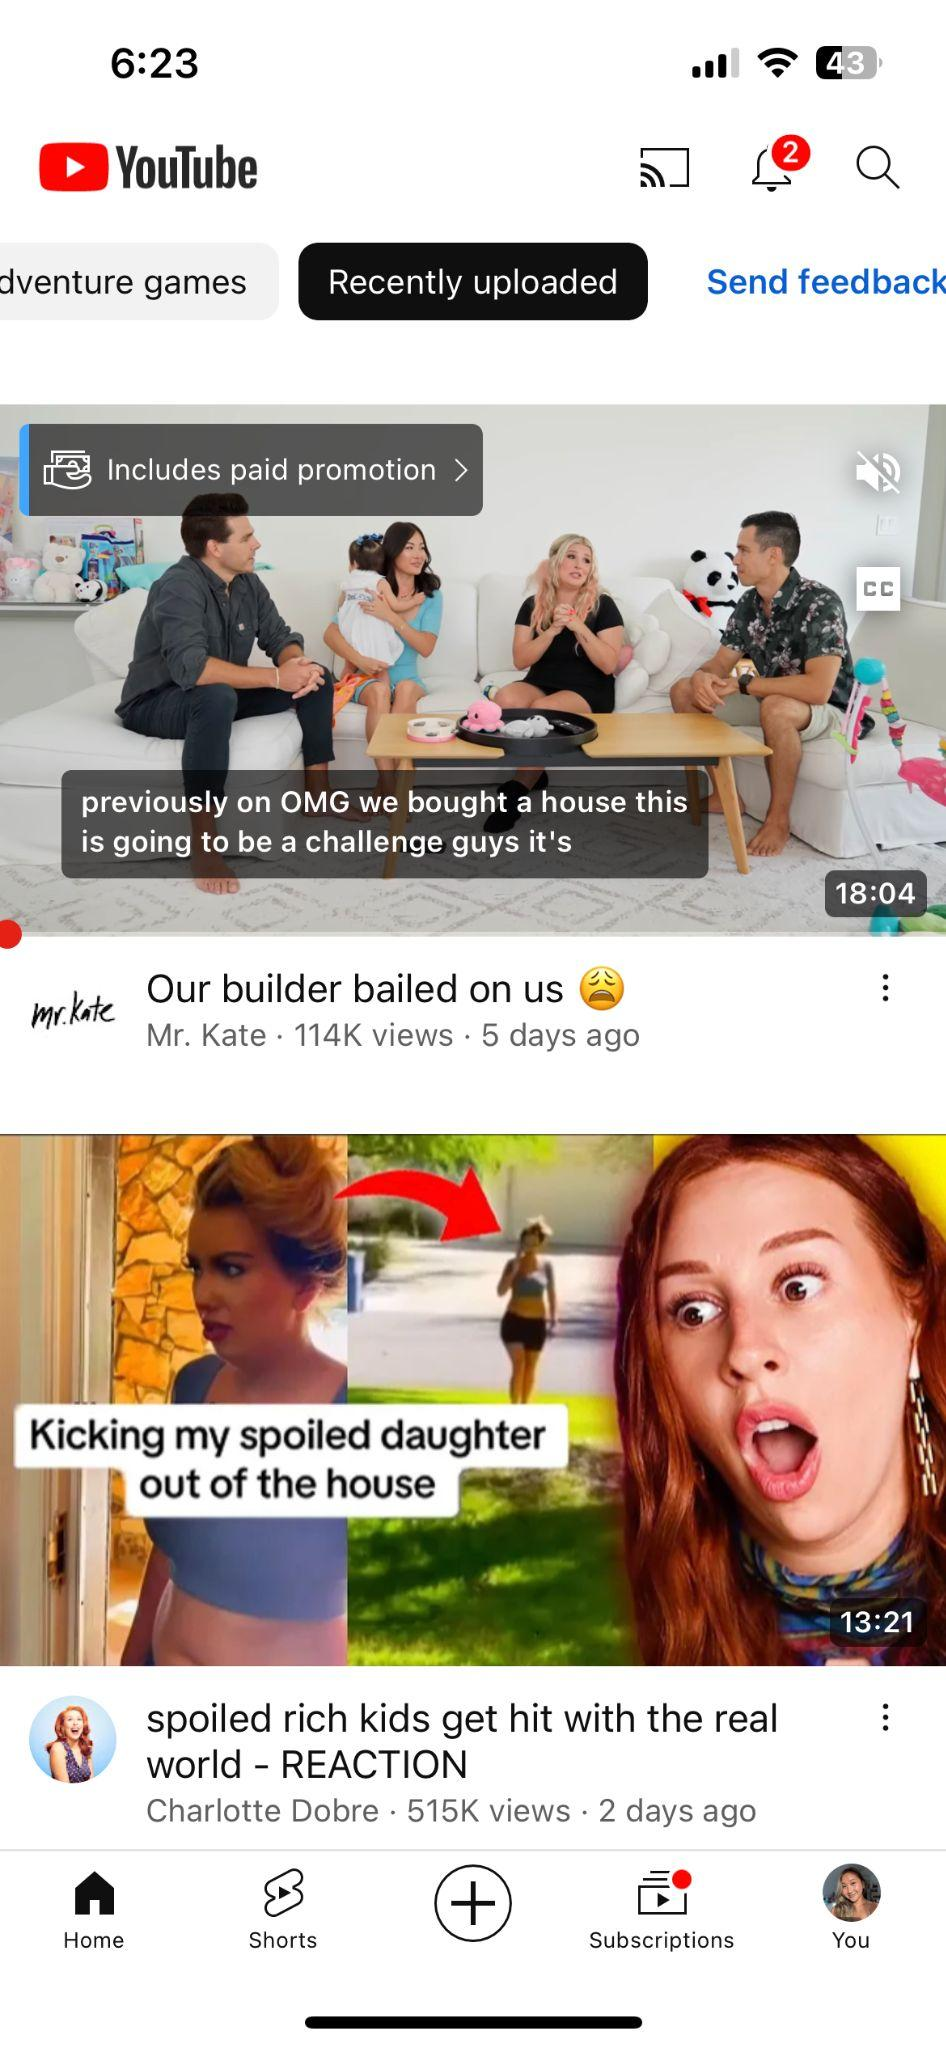 6:23
43
YouTube
2
dventure games
Recently uploaded
Send feedback
Includes paid promotion
CC
previously on OMG we bought a house this
is going to be a challenge guys it's
18:04
mr.kate
Our builder bailed on us 😩
Mr. Kate · 114K views · 5 days ago
Kicking my spoiled daughter
out of the house
13:21
spoiled rich kids get hit with the real
world - REACTION
Charlotte Dobre · 515K views · 2 days ago
Home
Shorts
Subscriptions
You